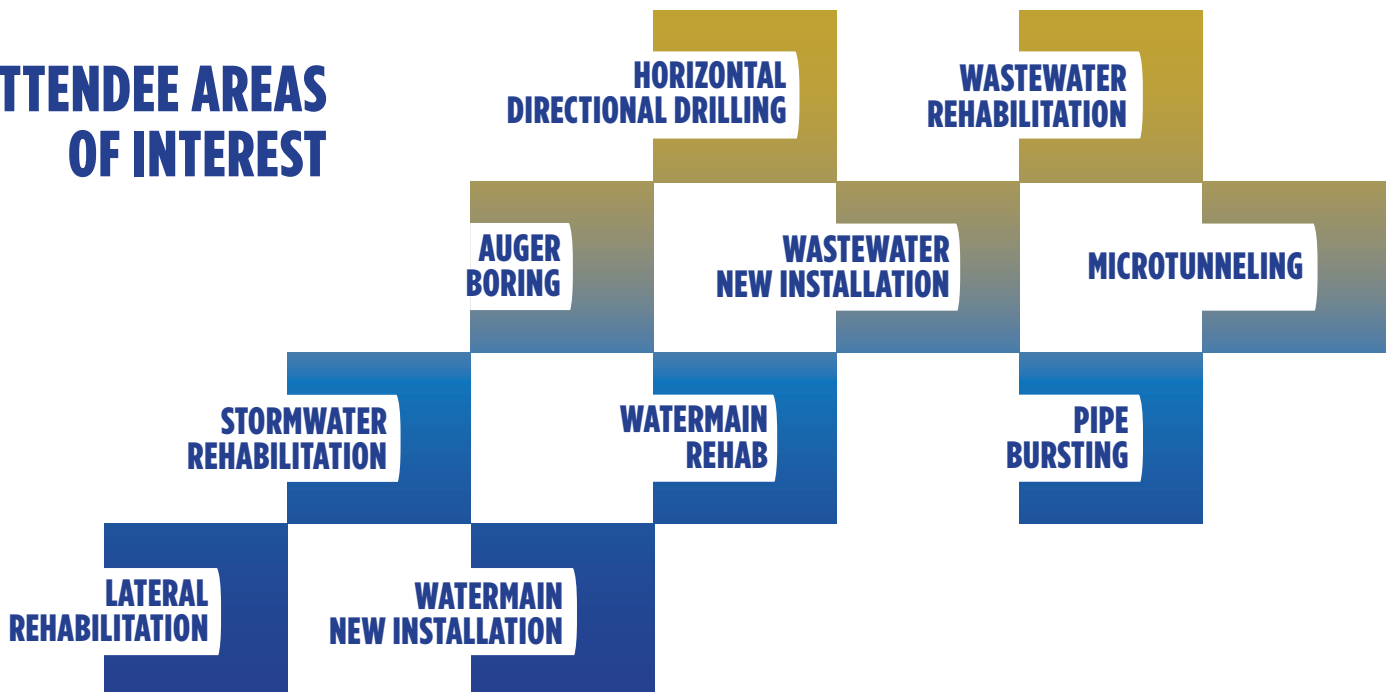 TTENDEE AREAS
OF INTEREST
HORIZONTAL
DIRECTIONAL DRILLING
WASTEWATER
REHABILITATION
AUGER
BORING
WASTEWATER
NEW INSTALLATION
MICROTUNNELING
STORMWATER
REHABILITATION
WATERMAIN
REHAB
PIPE
BURSTING
LATERAL
REHABILITATION
WATERMAIN
NEW INSTALLATION